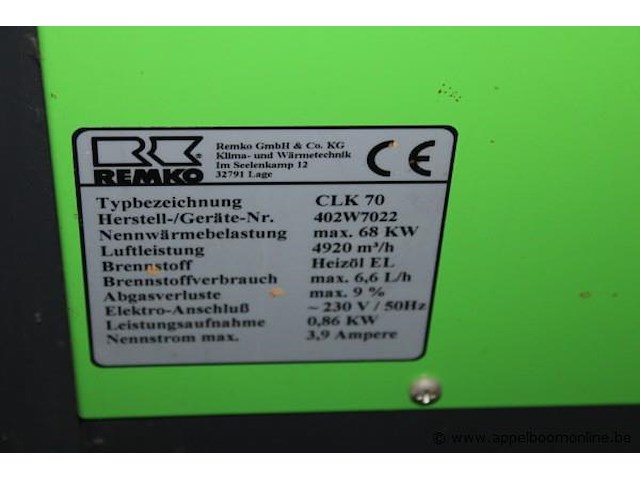 REMKO
Remko GmbH & Co. KG
Klima- und Wärmetechnik
Im Seelenkamp 12
32791 Lage
CE
Typbezeichnung CLK 70
Herstell-/Geräte-Nr. 402W7022
Nennwärmebelastung max. 68 KW
Luftleistung 4920 m³/h
Brennstoff Heizöl EL
Brennstoffverbrauch max. 6,6 L/h
Abgasverluste max. 9 %
Elektro-Anschluß ~ 230 V / 50Hz
Leistungsaufnahme 0,86 KW
Nennstrom max. 3,9 Ampere
© www.appelboomonline.be